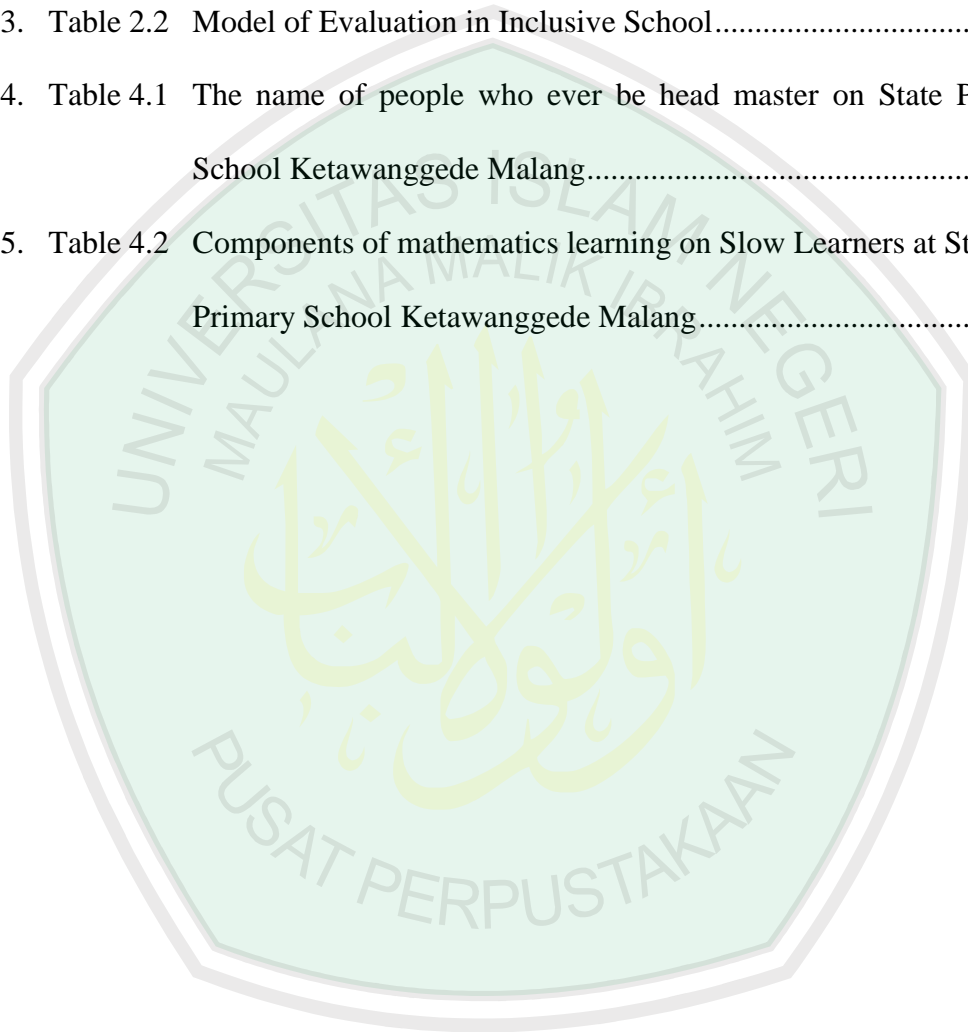 3. Table 2.2 Model of Evaluation in Inclusive School..............................
4. Table 4.1 The name of people who ever be head master on State
School Ketawanggede Malang..............................................
5. Table 4.2 Components of mathematics learning on Slow Learners at
Primary School Ketawanggede Malang................................
UNIVERSITAS ISLAM NEGERI
MAULANA MALIK IBRAHIM
PUSAT PERPUSTAKAAN